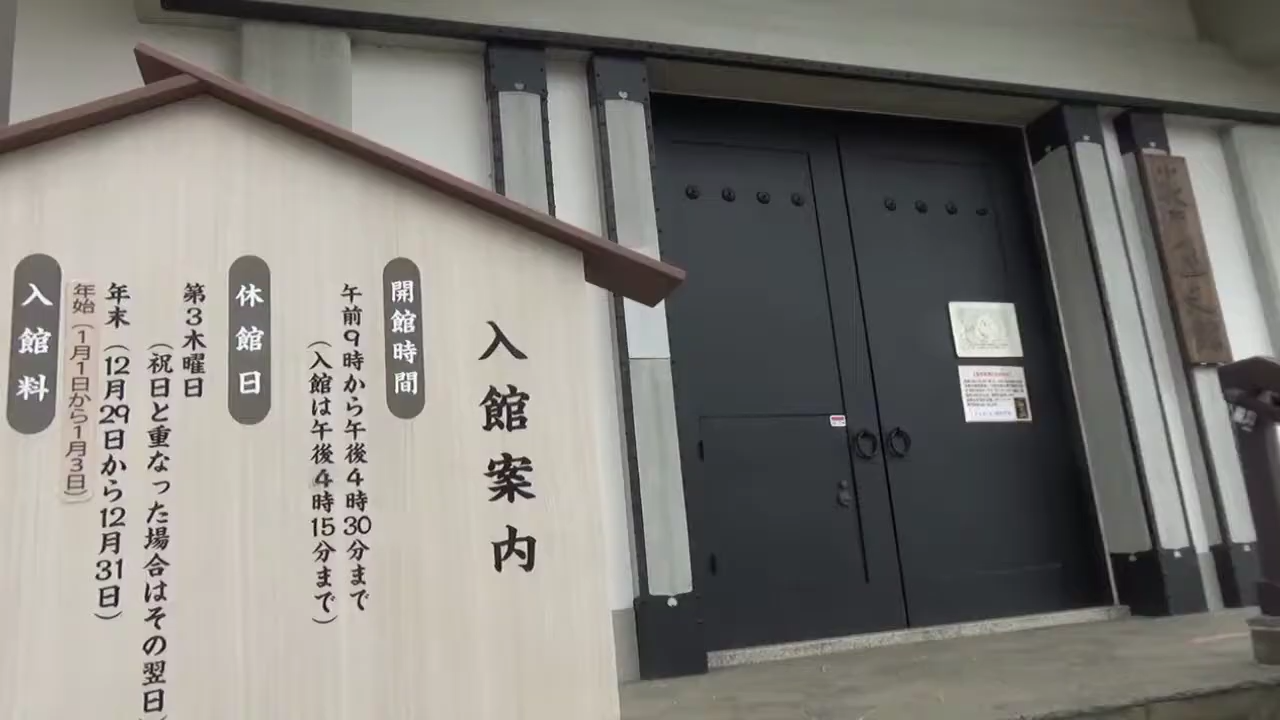 入館案内
開館時間
午前9時から午後4時30分まで
（入館は午後4時15分まで）
休館日
第3木曜日
（祝日と重なった場合はその翌日
年末（12月29日から12月31日）
年始（1月1日から1月3日）
入館料